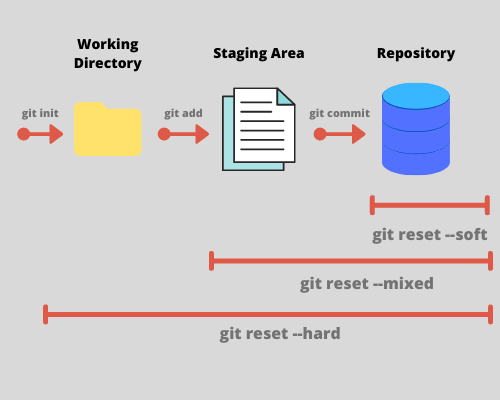 Working
Directory
Staging Area
Repository
git init
git add
git commit
git reset --soft
git reset --mixed
git reset --hard